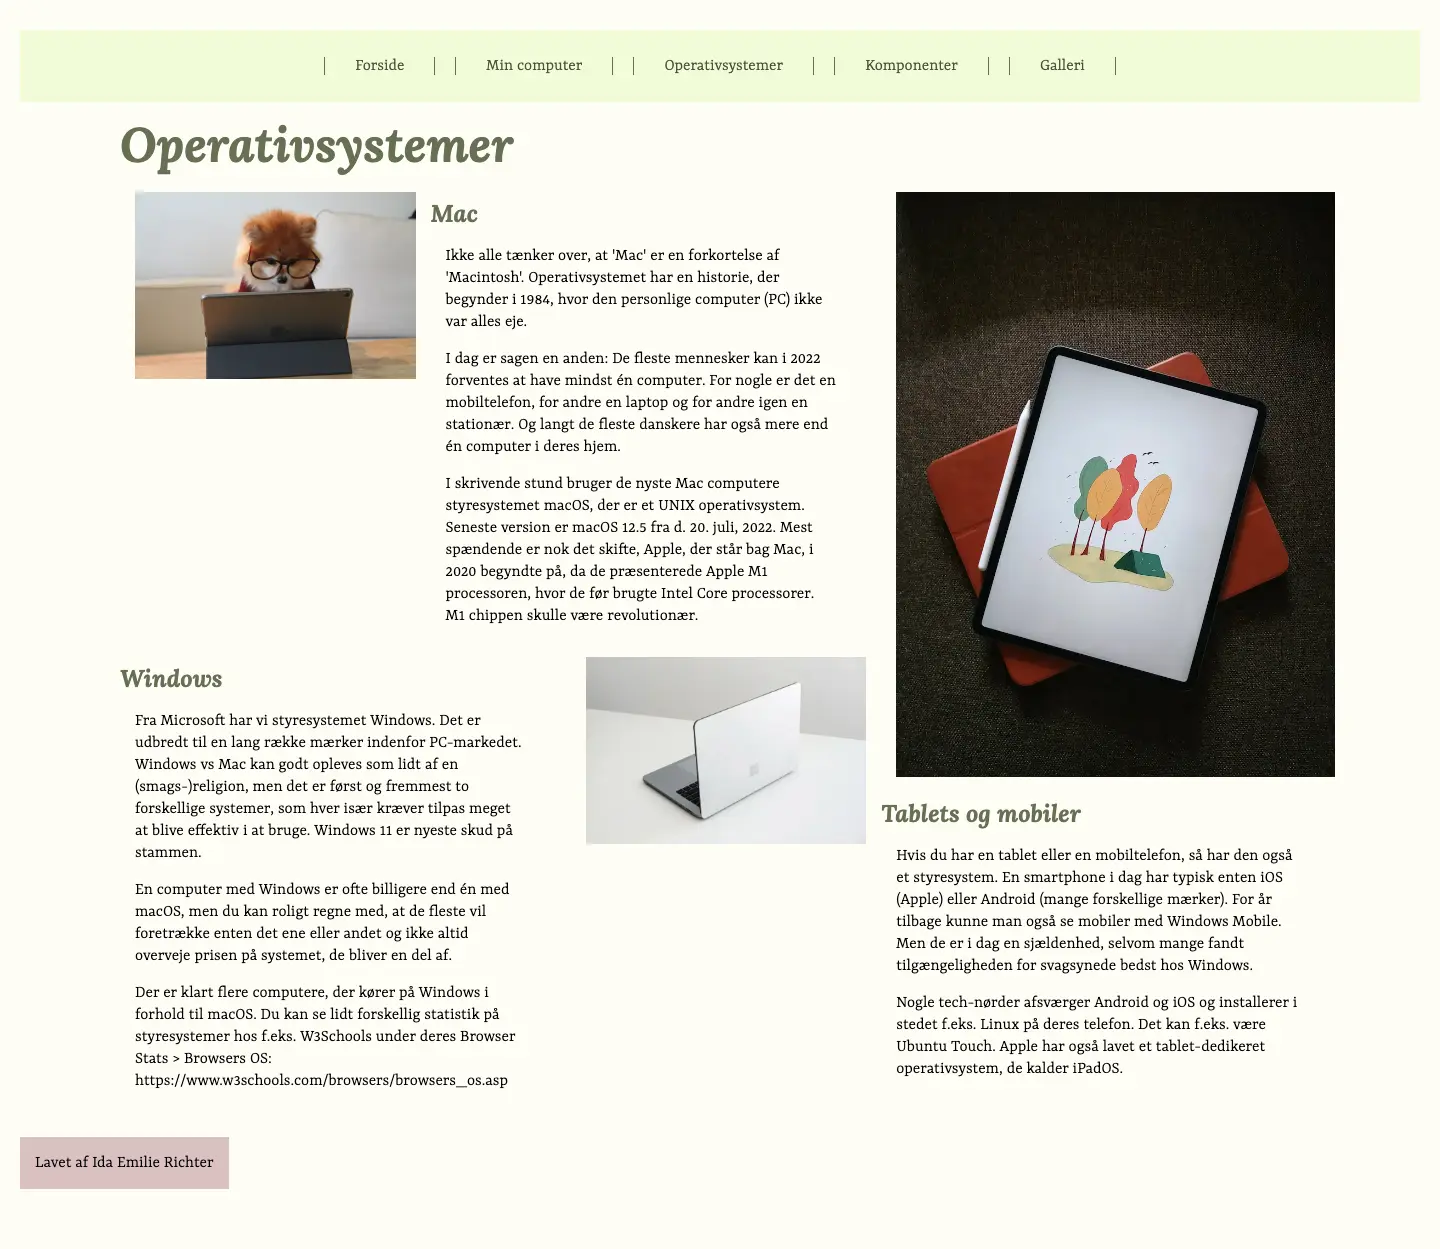 Forside
Min computer
Operativsystemer
Komponenter
Galleri
Operativsystemer
Mac
Ikke alle tænker over, at 'Mac' er en forkortelse af
'Macintosh'. Operativsystemet har en historie, der
begynder i 1984, hvor den personlige computer (PC) ikke
var alles eje.
I dag er sagen en anden: De fleste mennesker kan i 2022
forventes at have mindst én computer. For nogle er det en
mobiltelefon, for andre en laptop og for andre igen en
stationær. Og langt de fleste danskere har også mere end
én computer i deres hjem.
I skrivende stund bruger de nyste Mac computere
styresystemet macOS, der er et UNIX operativsystem.
Seneste version er macOS 12.5 fra d. 20. juli, 2022. Mest
spændende er nok det skifte, Apple, der står bag Mac, i
2020 begyndte på, da de præsenterede Apple M1
processoren, hvor de før brugte Intel Core processorer.
M1 chippen skulle være revolutionær.
Windows
Fra Microsoft har vi styresystemet Windows. Det er
udbredt til en lang række mærker indenfor PC-markedet.
Windows vs Mac kan godt opleves som lidt af en
(smags-)religion, men det er først og fremmest to
forskellige systemer, som hver især kræver tilpas meget
at blive effektiv i at bruge. Windows 11 er nyeste skud på
stammen.
En computer med Windows er ofte billigere end én med
macOS, men du kan roligt regne med, at de fleste vil
foretrække enten det ene eller andet og ikke altid
overveje prisen på systemet, de bliver en del af.
Der er klart flere computere, der kører på Windows i
forhold til macOS. Du kan se lidt forskellig statistik på
styresystemer hos f.eks. W3Schools under deres Browser
Stats > Browsers OS:
https://www.w3schools.com/browsers/browsers_os.asp
Tablets og mobiler
Hvis du har en tablet eller en mobiltelefon, så har den også
et styresystem. En smartphone i dag har typisk enten iOS
(Apple) eller Android (mange forskellige mærker). For år
tilbage kunne man også se mobiler med Windows Mobile.
Men de er i dag en sjældenhed, selvom mange fandt
tilgængeligheden for svagsynede bedst hos Windows.
Nogle tech-nørder afsværger Android og iOS og installerer i
stedet f.eks. Linux på deres telefon. Det kan f.eks. være
Ubuntu Touch. Apple har også lavet et tablet-dedikeret
operativsystem, de kalder iPadOS.
Lavet af Ida Emilie Richter